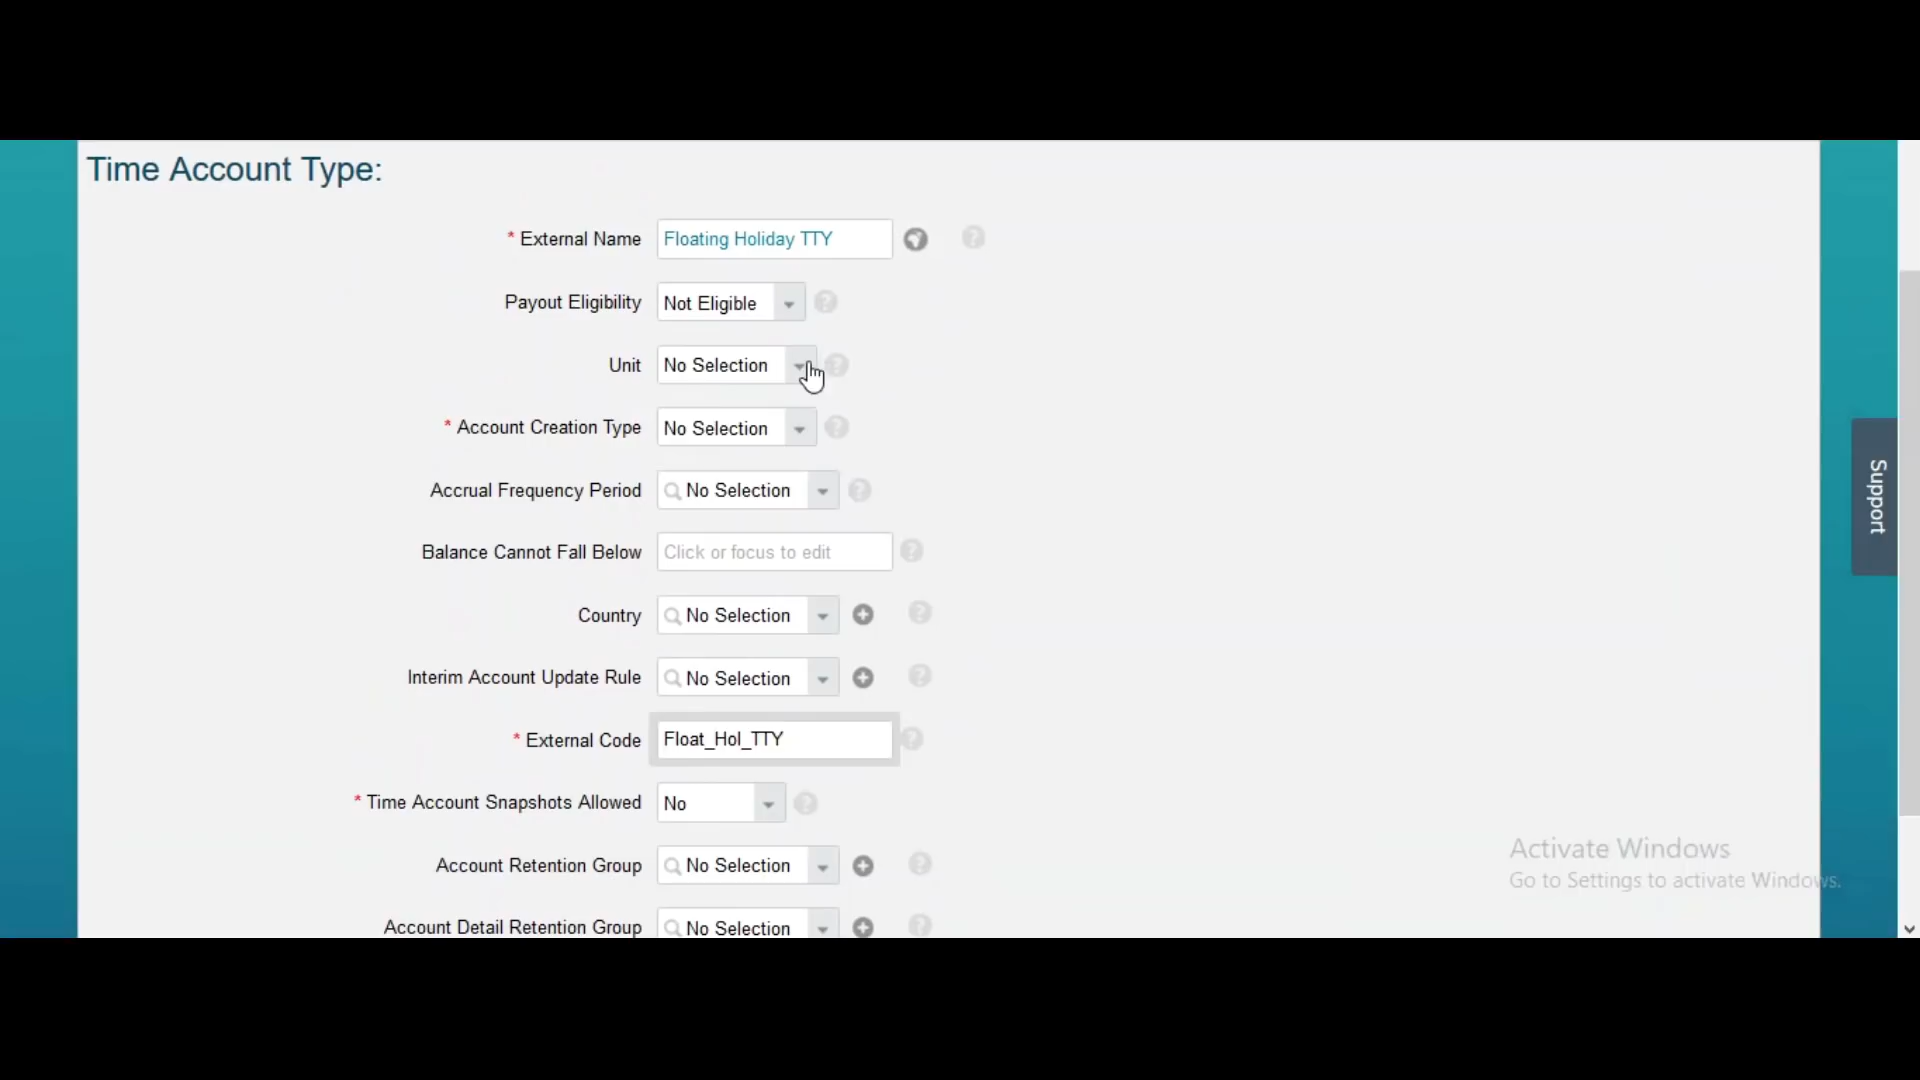 Time Account Type:
* External Name Floating Holiday TTY
Payout Eligibility Not Eligible
Unit No Selection
* Account Creation Type No Selection
Accrual Frequency Period No Selection
Balance Cannot Fall Below Click or focus to edit
Country No Selection
Interim Account Update Rule No Selection
* External Code Float_Hol_TTY
* Time Account Snapshots Allowed No
Account Retention Group No Selection
Account Detail Retention Group No Selection
Support
Activate Windows
Go to Settings to activate Windows.